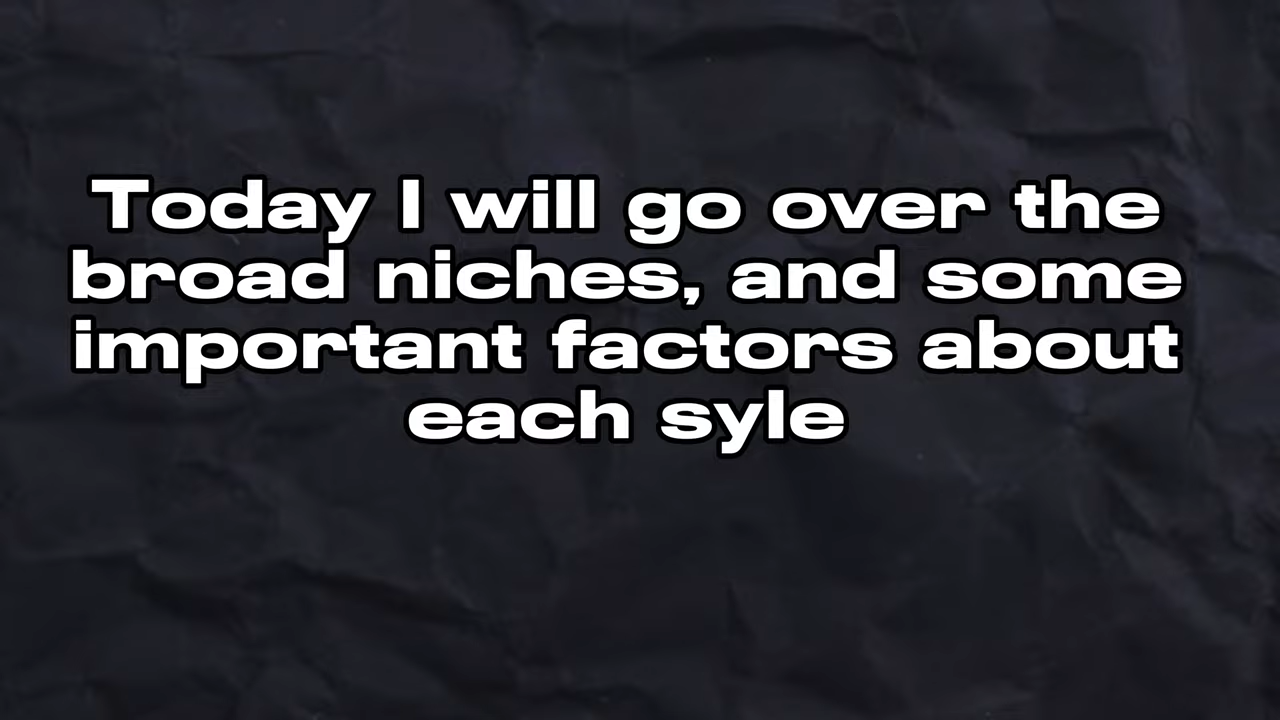 Today I will go over the
broad niches, and some
important factors about
each syle